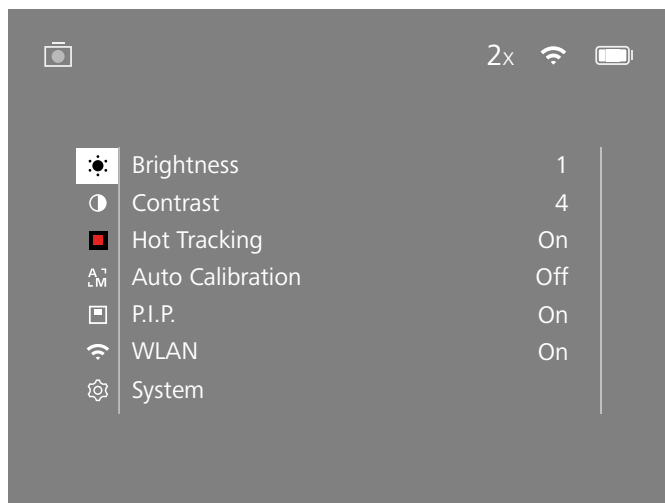 2x
Brightness 1
Contrast 4
Hot Tracking On
A M Auto Calibration Off
P.I.P. On
WLAN On
System